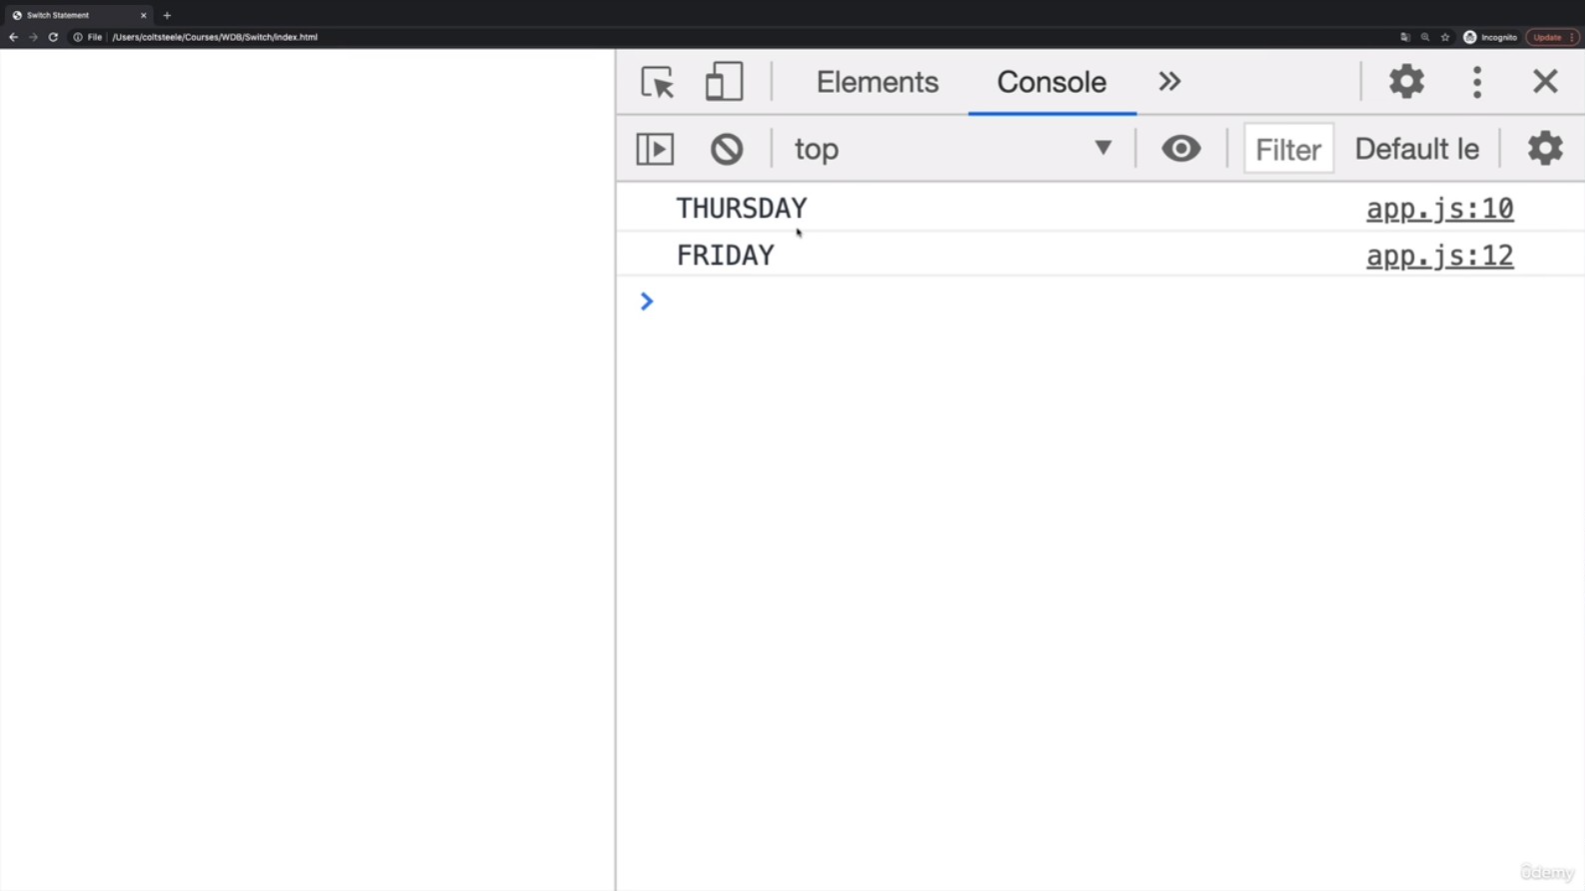 Switch Statement
File /Users/coltsteele/Courses/WDB/Switch/index.html
Incognito
Update
Elements
Console
top
Filter
Default le
THURSDAY
app.js:10
FRIDAY
app.js:12
ûdemy